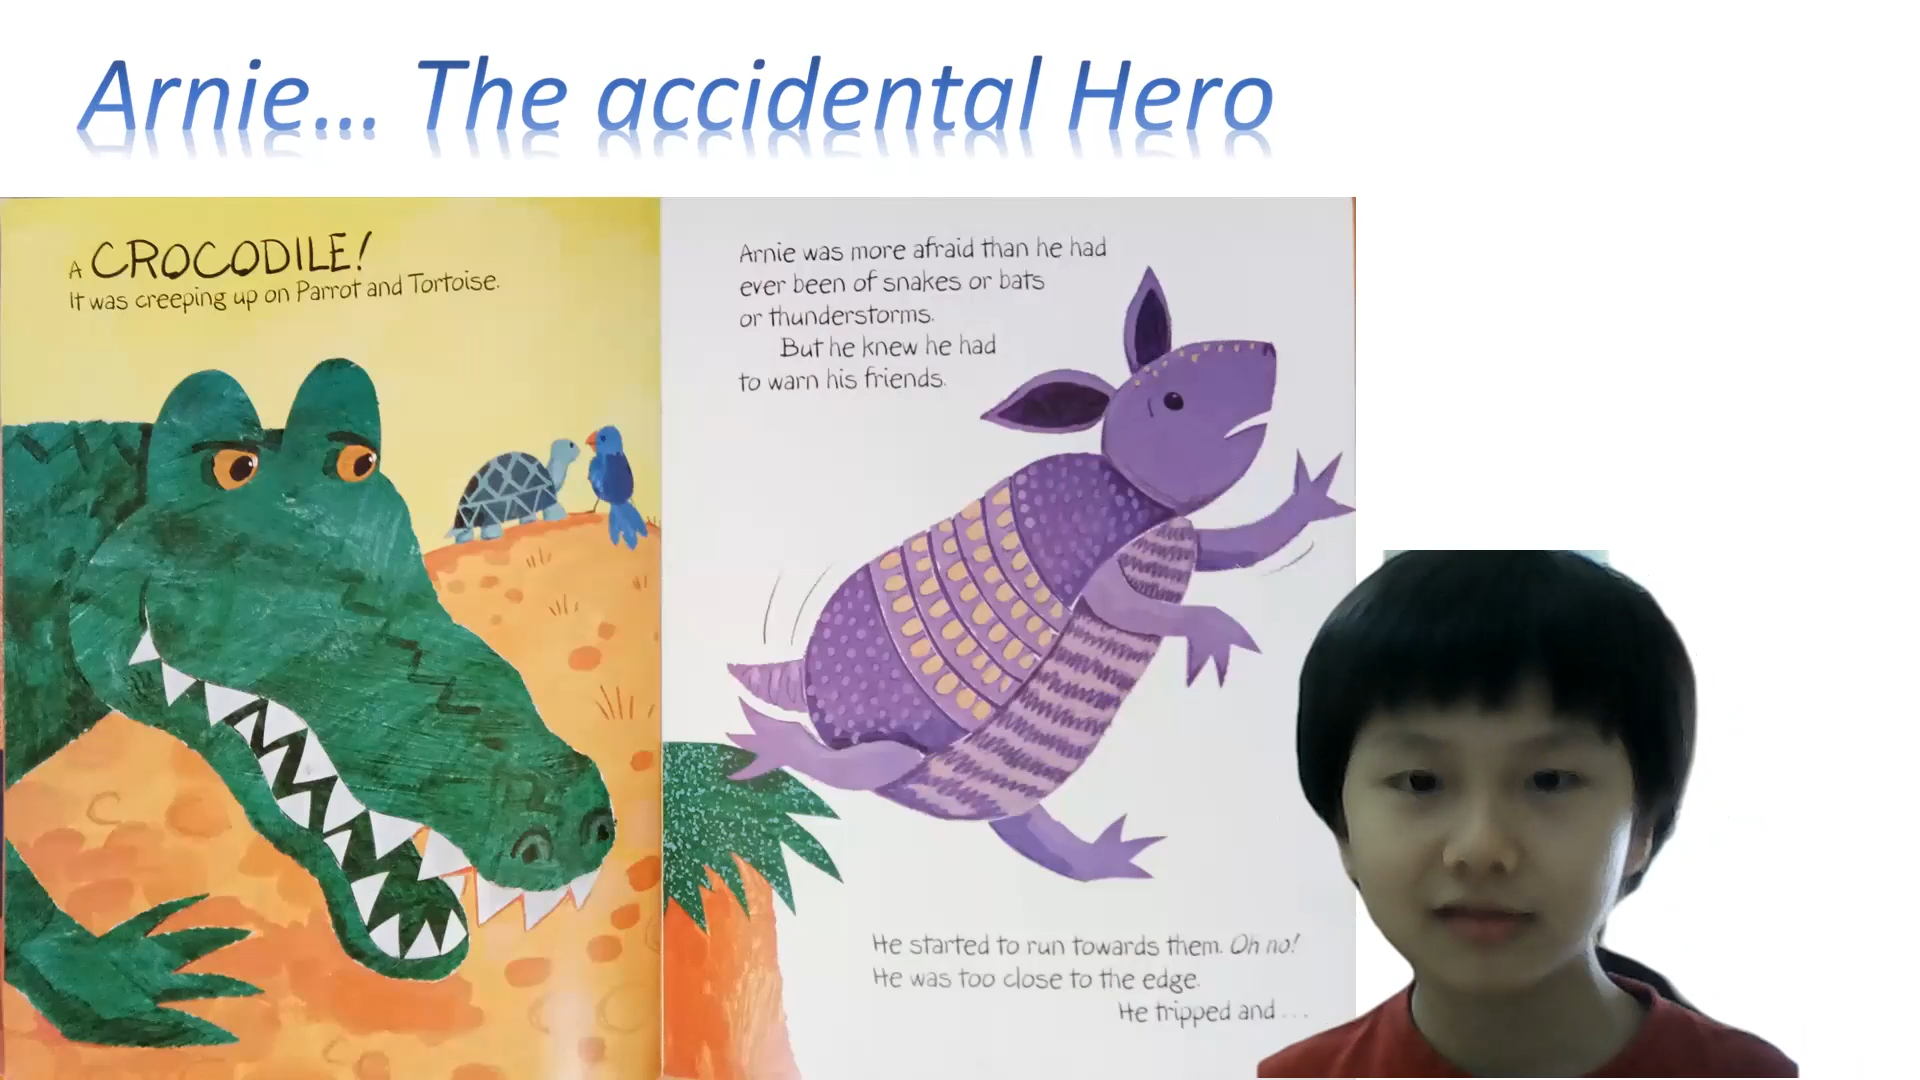 Arnie... The accidental Hero
A CROCODILE!
It was creeping up on Parrot and Tortoise.
Arnie was more afraid than he had
ever been of snakes or bats
or thunderstorms.
But he knew he had
to warn his friends.
He started to run towards them. Oh no!
He was too close to the edge.
He tripped and ...